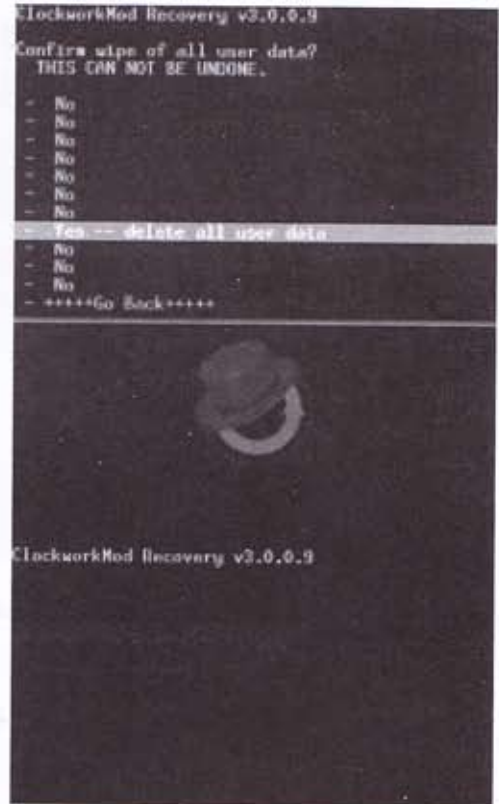 ClockworkMod Recovery v3.0.0.9
Confirm wipe of all user data?
THIS CAN NOT BE UNDONE.
- No
- No
- No
- No
- No
- No
- No
- Yes -- delete all user data
- No
- No
- No
- +++++Go Back+++++
ClockworkMod Recovery v3.0.0.9